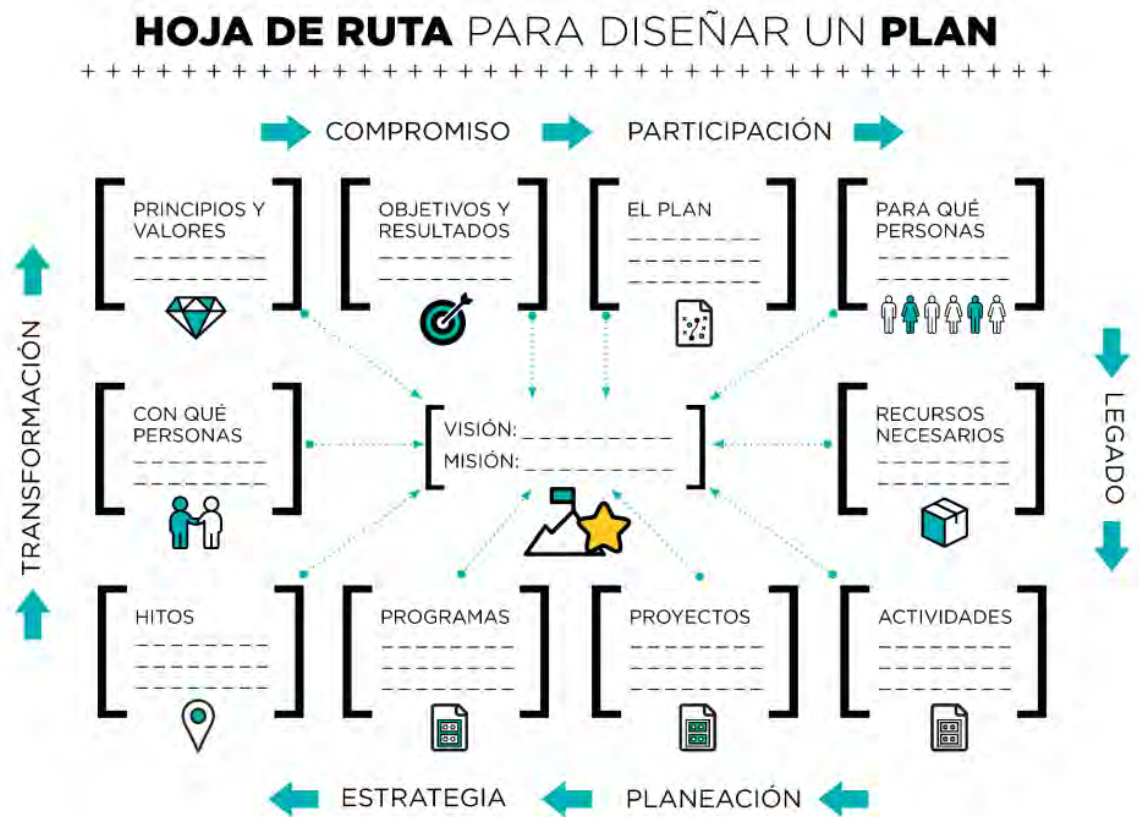 HOJA DE RUTA PARA DISEÑAR UN PLAN
COMPROMISO
PARTICIPACIÓN
PRINCIPIOS Y
VALORES
OBJETIVOS Y
RESULTADOS
EL PLAN
PARA QUÉ
PERSONAS
TRANSFORMACIÓN
CON QUÉ
PERSONAS
VISIÓN:
MISIÓN:
RECURSOS
NECESARIOS
LEGADO
HITOS
PROGRAMAS
PROYECTOS
ACTIVIDADES
ESTRATEGIA
PLANEACIÓN